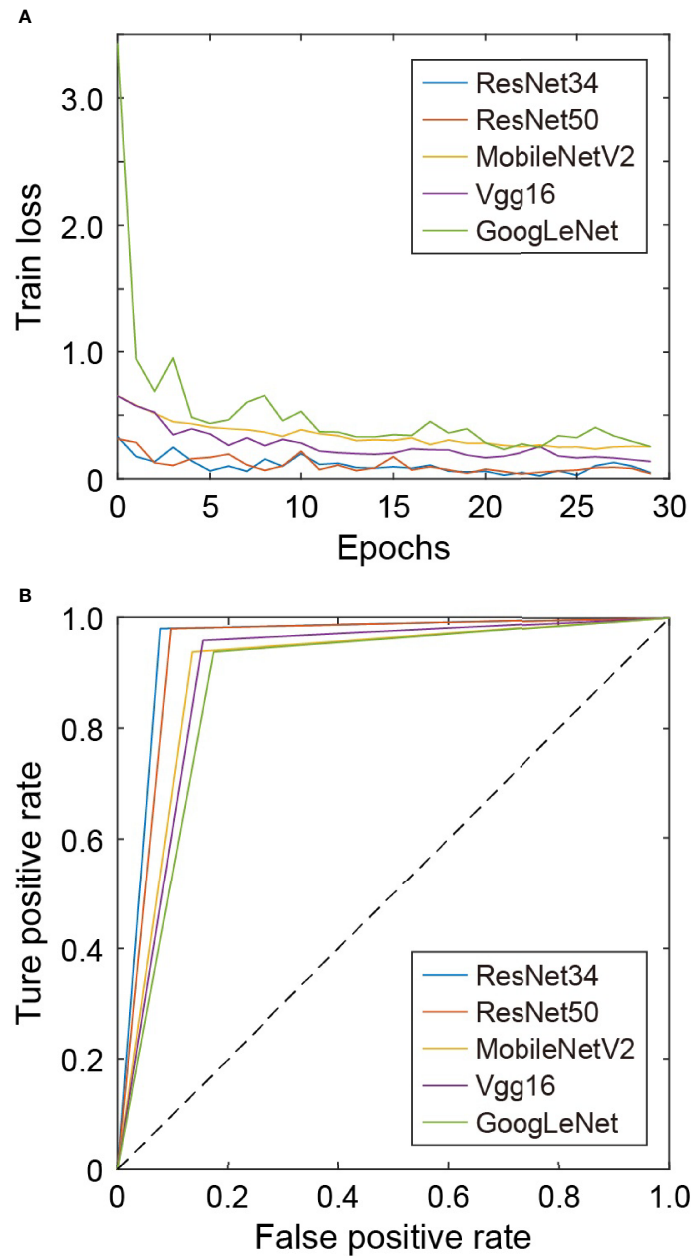 A
3.0
2.0
1.0
0
Train loss
ResNet34
ResNet50
MobileNetV2
Vgg16
GoogLeNet
0 5 10 15 20 25 30
Epochs
B
1.0
0.8
0.6
0.4
0.2
0
Ture positive rate
ResNet34
ResNet50
MobileNetV2
Vgg16
GoogLeNet
0 0.2 0.4 0.6 0.8 1.0
False positive rate